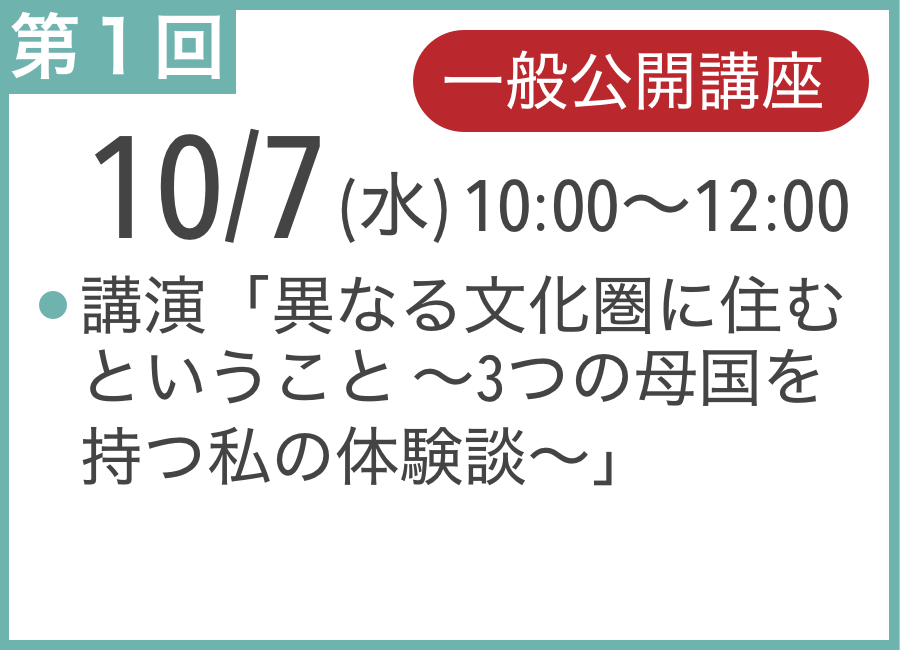 第1回
一般公開講座
10/7 (水) 10:00〜12:00
●講演「異なる文化圏に住む
ということ 〜3つの母国を
持つ私の体験談〜」